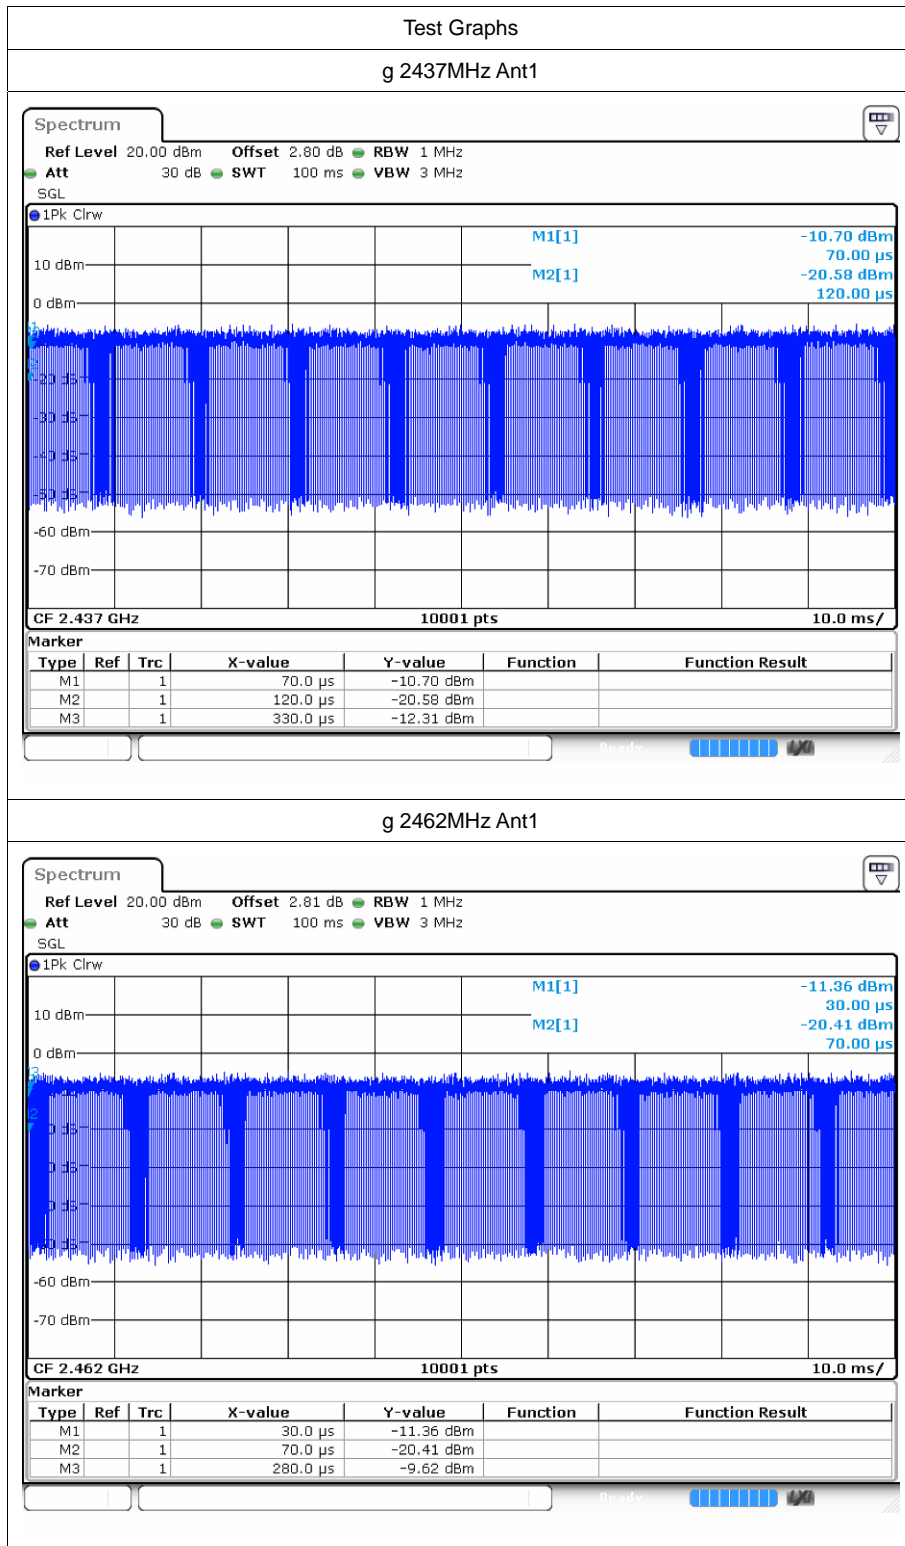 Test Graphs
g 2437MHz Ant1
Spectrum
Ref Level 20.00 dBm Offset 2.80 dB RBW 1 MHz
Att 30 dB SWT 100 ms VBW 3 MHz
SGL
1Pk Clrw
M1[1] -10.70 dBm
70.00 µs
10 dBm
M2[1] -20.58 dBm
120.00 µs
0 dBm
-60 dBm
-70 dBm
CF 2.437 GHz 10001 pts 10.0 ms/
Marker
Type Ref Trc X-value Y-value Function Function Result
M1 1 70.0 µs -10.70 dBm
M2 1 120.0 µs -20.58 dBm
M3 1 330.0 µs -12.31 dBm
Ready
g 2462MHz Ant1
Spectrum
Ref Level 20.00 dBm Offset 2.81 dB RBW 1 MHz
Att 30 dB SWT 100 ms VBW 3 MHz
SGL
1Pk Clrw
M1[1] -11.36 dBm
30.00 µs
10 dBm
M2[1] -20.41 dBm
70.00 µs
0 dBm
-60 dBm
-70 dBm
CF 2.462 GHz 10001 pts 10.0 ms/
Marker
Type Ref Trc X-value Y-value Function Function Result
M1 1 30.0 µs -11.36 dBm
M2 1 70.0 µs -20.41 dBm
M3 1 280.0 µs -9.62 dBm
Ready